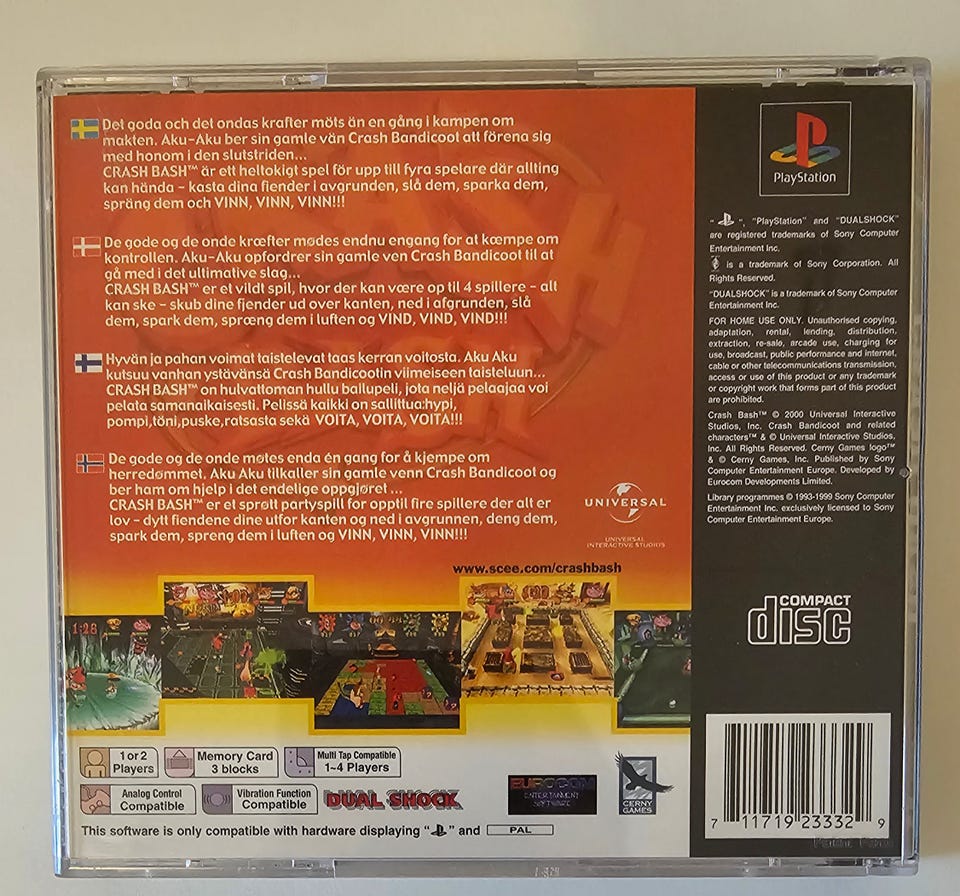 Det goda och det ondas krafter möts än en gång i kampen om
makten. Aku-Aku ber sin gamle vän Crash Bandicoot att förena sig
med honom i den slutstriden...
CRASH BASH™ är ett heltokigt spel för upp till fyra spelare där allting
kan hända – kasta dina fiender i avgrunden, slå dem, sparka dem,
spräng dem och VINN, VINN, VINN!!!
De gode og de onde kræfter mødes endnu engang for at kæmpe om
kontrollen. Aku-Aku opfordrer sin gamle ven Crash Bandicoot til at
gå med i det ultimative slag...
CRASH BASH™ er et vildt spil, hvor der kan være op til 4 spillere – alt
kan ske – skub dine fjender ud over kanten, ned i afgrunden, slå
dem, spark dem, spræng dem i luften og VIND, VIND, VIND!!!
Hyvän ja pahan voimat taistelevat taas kerran voitosta. Aku Aku
kutsuu vanhan ystävänsä Crash Bandicootin viimeiseen taisteluun...
CRASH BASH™ on hulvattoman hullu bailupeli, jota neljä pelaajaa voi
pelata samanaikaisesti. Pelissä kaikki on sallittua:hypi,
pompi,töni,puske,ratsasta sekä VOITA, VOITA, VOITA!!!
De gode og de onde møtes enda én gang for å kjempe om
herredømmet. Aku Aku tilkaller sin gamle venn Crash Bandicoot og
ber ham om hjelp i det endelige oppgjøret ...
CRASH BASH™ er et sprøtt partyspill for opptil fire spillere der alt er
lov – dytt fiendene dine utfor kanten og ned i avgrunnen, deng dem,
spark dem, spreng dem i luften og VINN, VINN, VINN!!!
UNIVERSAL
UNIVERSAL
INTERACTIVE STUDIOS
www.scee.com/crashbash
1:28
1 or 2
Players
Memory Card
3 blocks
Multi Tap Compatible
1~4 Players
Analog Control
Compatible
Vibration Function
Compatible
DUAL SHOCK
EUROCOM
ENTERTAINMENT
SOFTWARE
CERNY
GAMES
This software is only compatible with hardware displaying " " and PAL
PlayStation
" ", "PlayStation" and "DUALSHOCK"
are registered trademarks of Sony Computer
Entertainment Inc.
is a trademark of Sony Corporation. All
Rights Reserved.
"DUALSHOCK" is a trademark of Sony Computer
Entertainment Inc.
FOR HOME USE ONLY. Unauthorised copying,
adaptation, rental, lending, distribution,
extraction, re-sale, arcade use, charging for
use, broadcast, public performance and internet,
cable or other telecommunications transmission,
access or use of this product or any trademark
or copyright work that forms part of this product
are prohibited.
Crash Bash™ © 2000 Universal Interactive
Studios, Inc. Crash Bandicoot and related
characters™ & © Universal Interactive Studios,
Inc. All Rights Reserved. Cerny Games logo™
& © Cerny Games, Inc. Published by Sony
Computer Entertainment Europe. Developed by
Eurocom Developments Limited.
Library programmes © 1993-1999 Sony Computer
Entertainment Inc. exclusively licensed to Sony
Computer Entertainment Europe.
COMPACT
disc
7 11719 23332 9